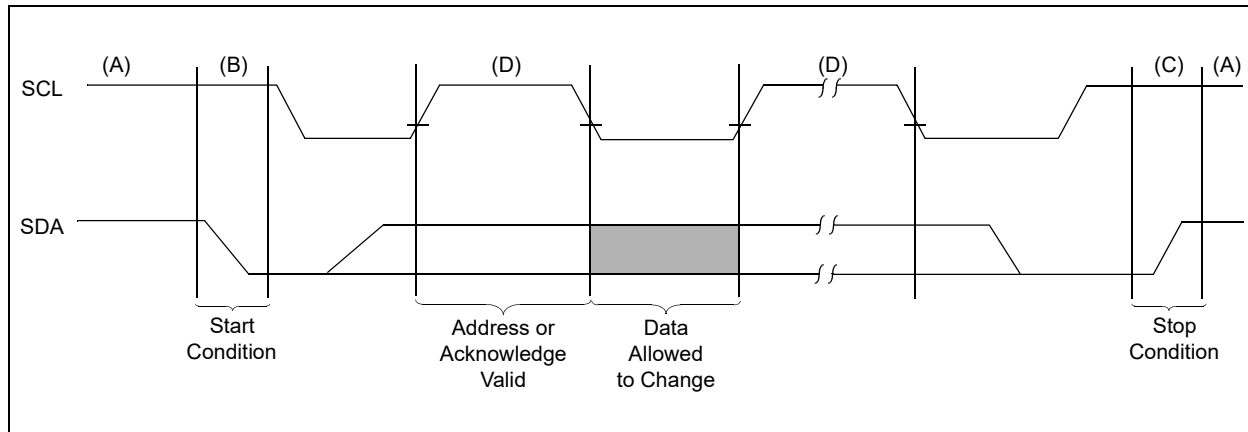 (A) (B) (D) (D) (C) (A)
SCL
SDA
Start
Condition
Address or
Acknowledge
Valid
Data
Allowed
to Change
Stop
Condition